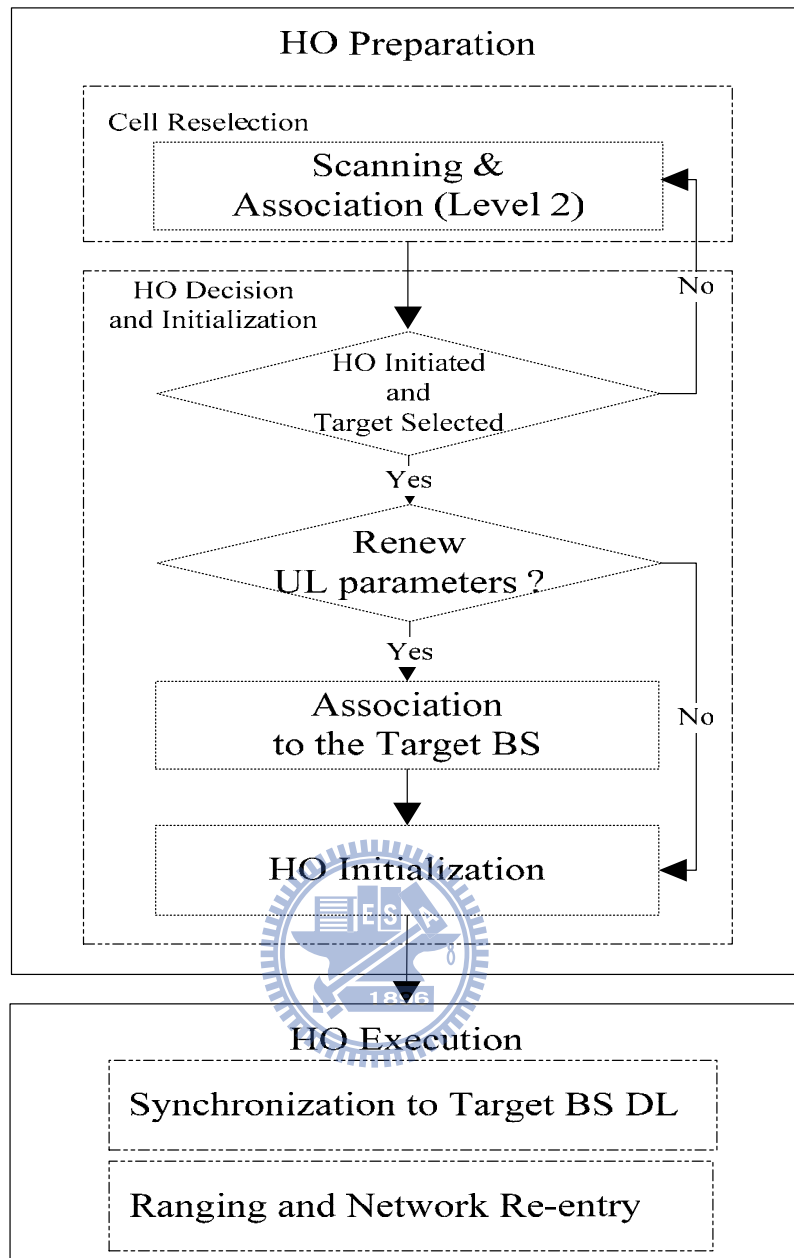 HO Preparation
Cell Reselection
Scanning &
Association (Level 2)
No
HO Decision
and Initialization
HO Initiated
and
Target Selected
Yes
Renew
UL parameters ?
Yes
No
Association
to the Target BS
HO Initialization
E S A
1896
HO Execution
Synchronization to Target BS DL
Ranging and Network Re-entry